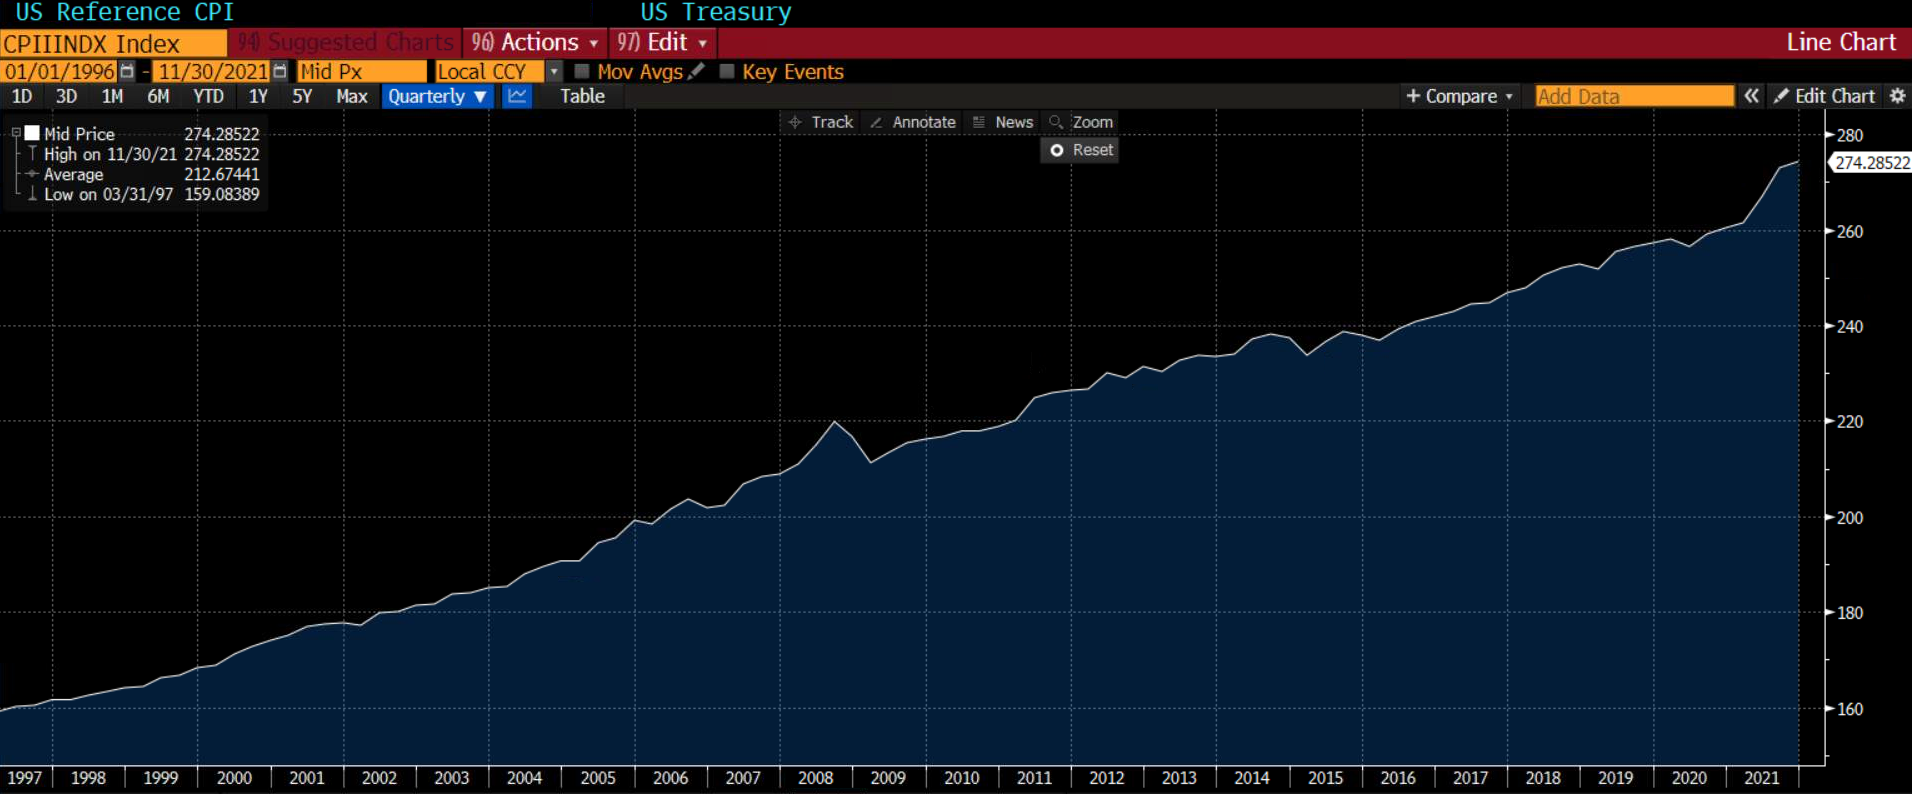 US Reference CPI US Treasury
CPIIINDX Index 94) Suggested Charts 96) Actions 97) Edit Line Chart
01/01/1996 - 11/30/2021 Mid Px Local CCY Mov Avgs Key Events
1D 3D 1M 6M YTD 1Y 5Y Max Quarterly ▼ Table + Compare Add Data « Edit Chart
Track Annotate News Zoom
Reset
Mid Price 274.28522
High on 11/30/21 274.28522
Average 212.67441
Low on 03/31/97 159.08389
280
274.28522
260
240
220
200
180
160
1997 1998 1999 2000 2001 2002 2003 2004 2005 2006 2007 2008 2009 2010 2011 2012 2013 2014 2015 2016 2017 2018 2019 2020 2021